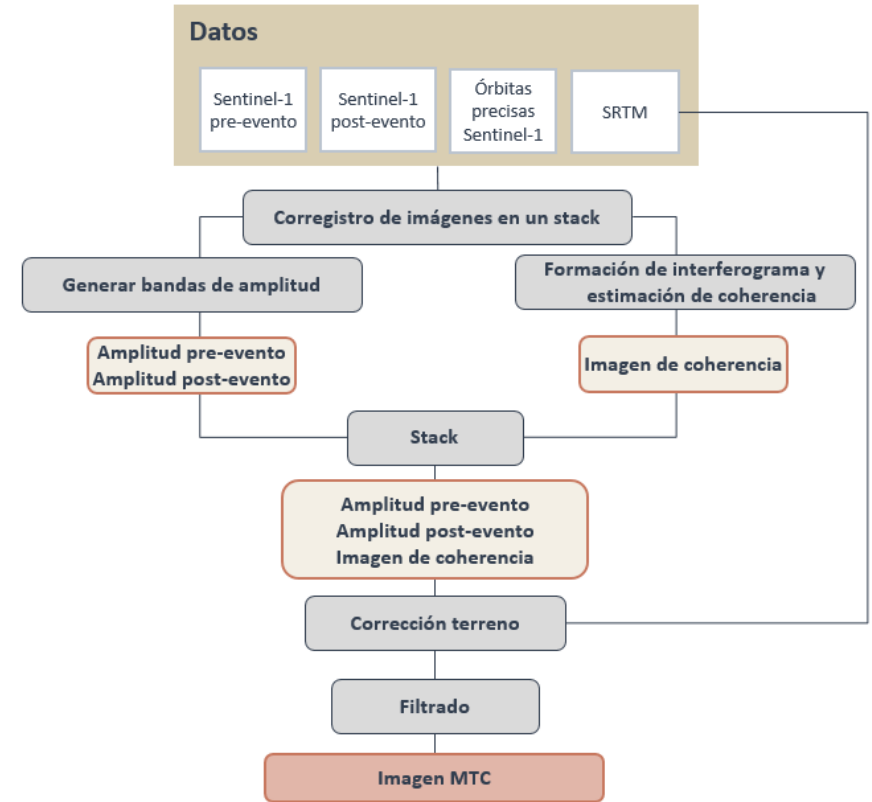 Datos
Sentinel-1
pre-evento
Sentinel-1
post-evento
Órbitas
precisas
Sentinel-1
SRTM
Corregistro de imágenes en un stack
Generar bandas de amplitud
Formación de interferograma y
estimación de coherencia
Amplitud pre-evento
Amplitud post-evento
Imagen de coherencia
Stack
Amplitud pre-evento
Amplitud post-evento
Imagen de coherencia
Corrección terreno
Filtrado
Imagen MTC